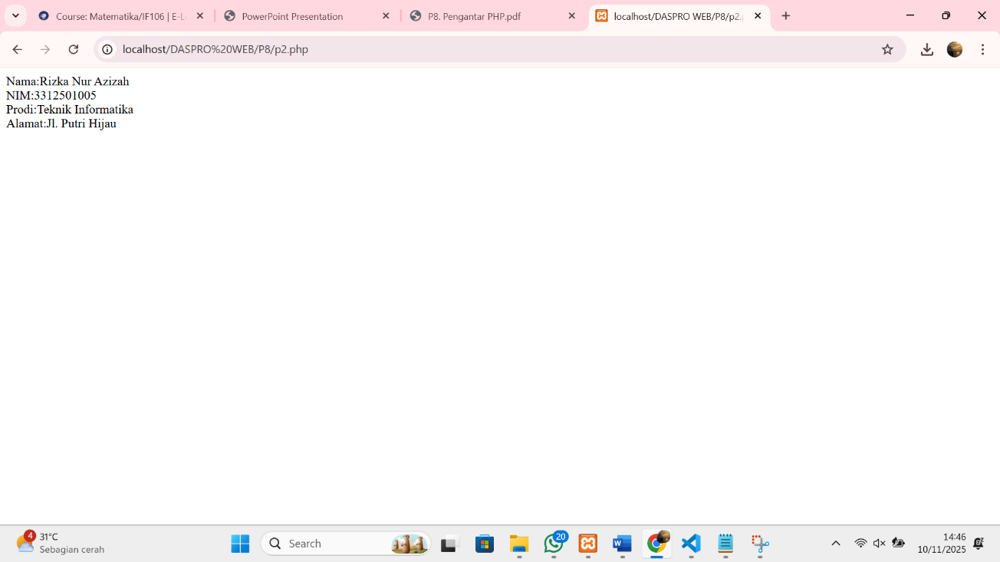 Course: Matematika/IF106 | E-Le
PowerPoint Presentation
P8. Pengantar PHP.pdf
localhost/DASPRO WEB/P8/p2.p
localhost/DASPRO%20WEB/P8/p2.php
Nama:Rizka Nur Azizah
NIM:3312501005
Prodi:Teknik Informatika
Alamat:Jl. Putri Hijau
4
31°C
Sebagian cerah
Search
20
W
14:46
10/11/2025